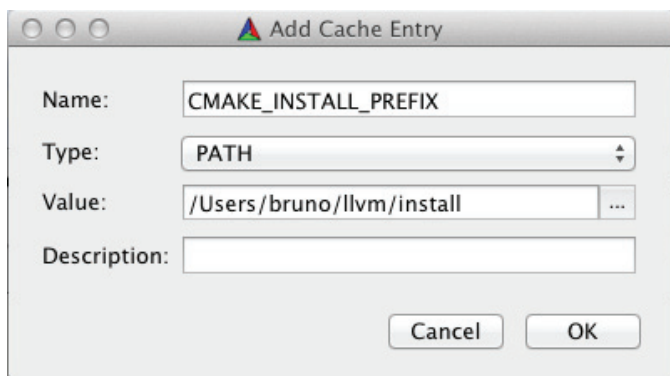 Add Cache Entry
Name: CMAKE_INSTALL_PREFIX
Type: PATH
Value: /Users/bruno/llvm/install ...
Description:
Cancel OK